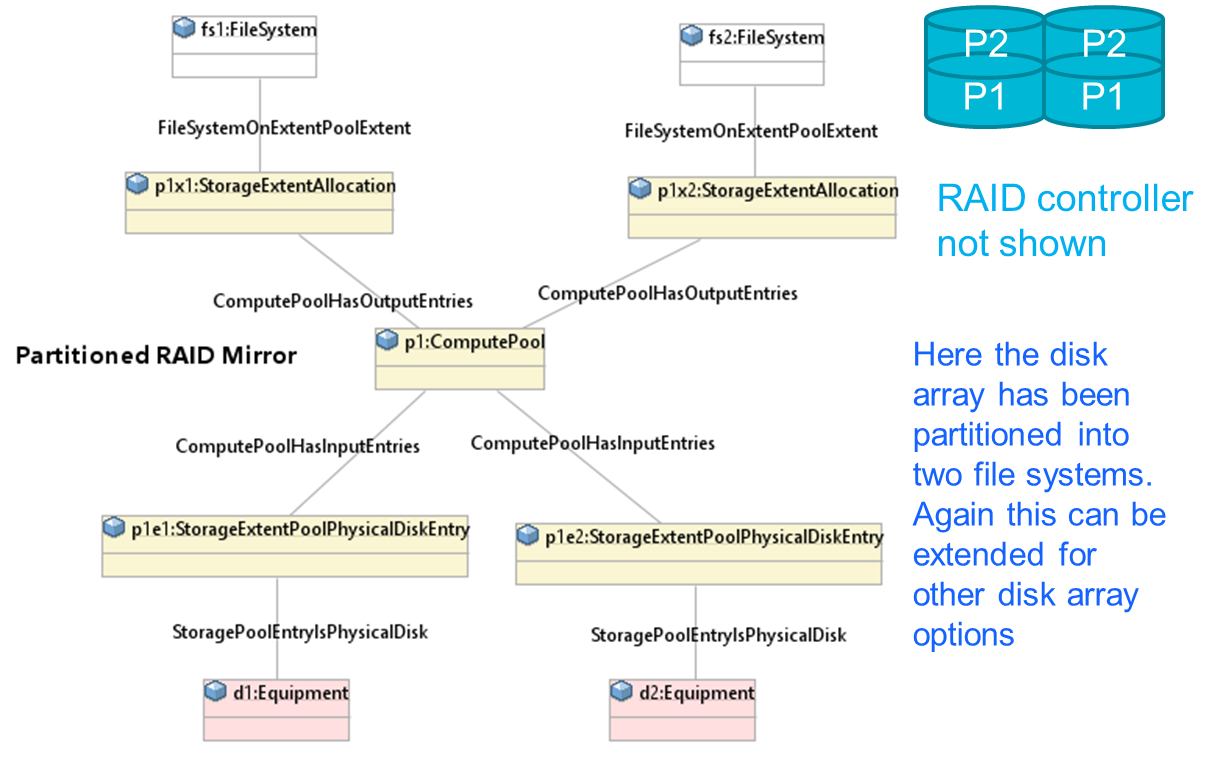 fs1:FileSystem
fs2:FileSystem
P2 P2
P1 P1
FileSystemOnExtentPoolExtent
FileSystemOnExtentPoolExtent
p1x1:StorageExtentAllocation
p1x2:StorageExtentAllocation
RAID controller
not shown
ComputePoolHasOutputEntries
ComputePoolHasOutputEntries
Partitioned RAID Mirror
p1:ComputePool
Here the disk
array has been
partitioned into
two file systems.
Again this can be
extended for
other disk array
options
ComputePoolHasInputEntries
ComputePoolHasInputEntries
p1e1:StorageExtentPoolPhysicalDiskEntry
p1e2:StorageExtentPoolPhysicalDiskEntry
StoragePoolEntryIsPhysicalDisk
StoragePoolEntryIsPhysicalDisk
d1:Equipment
d2:Equipment